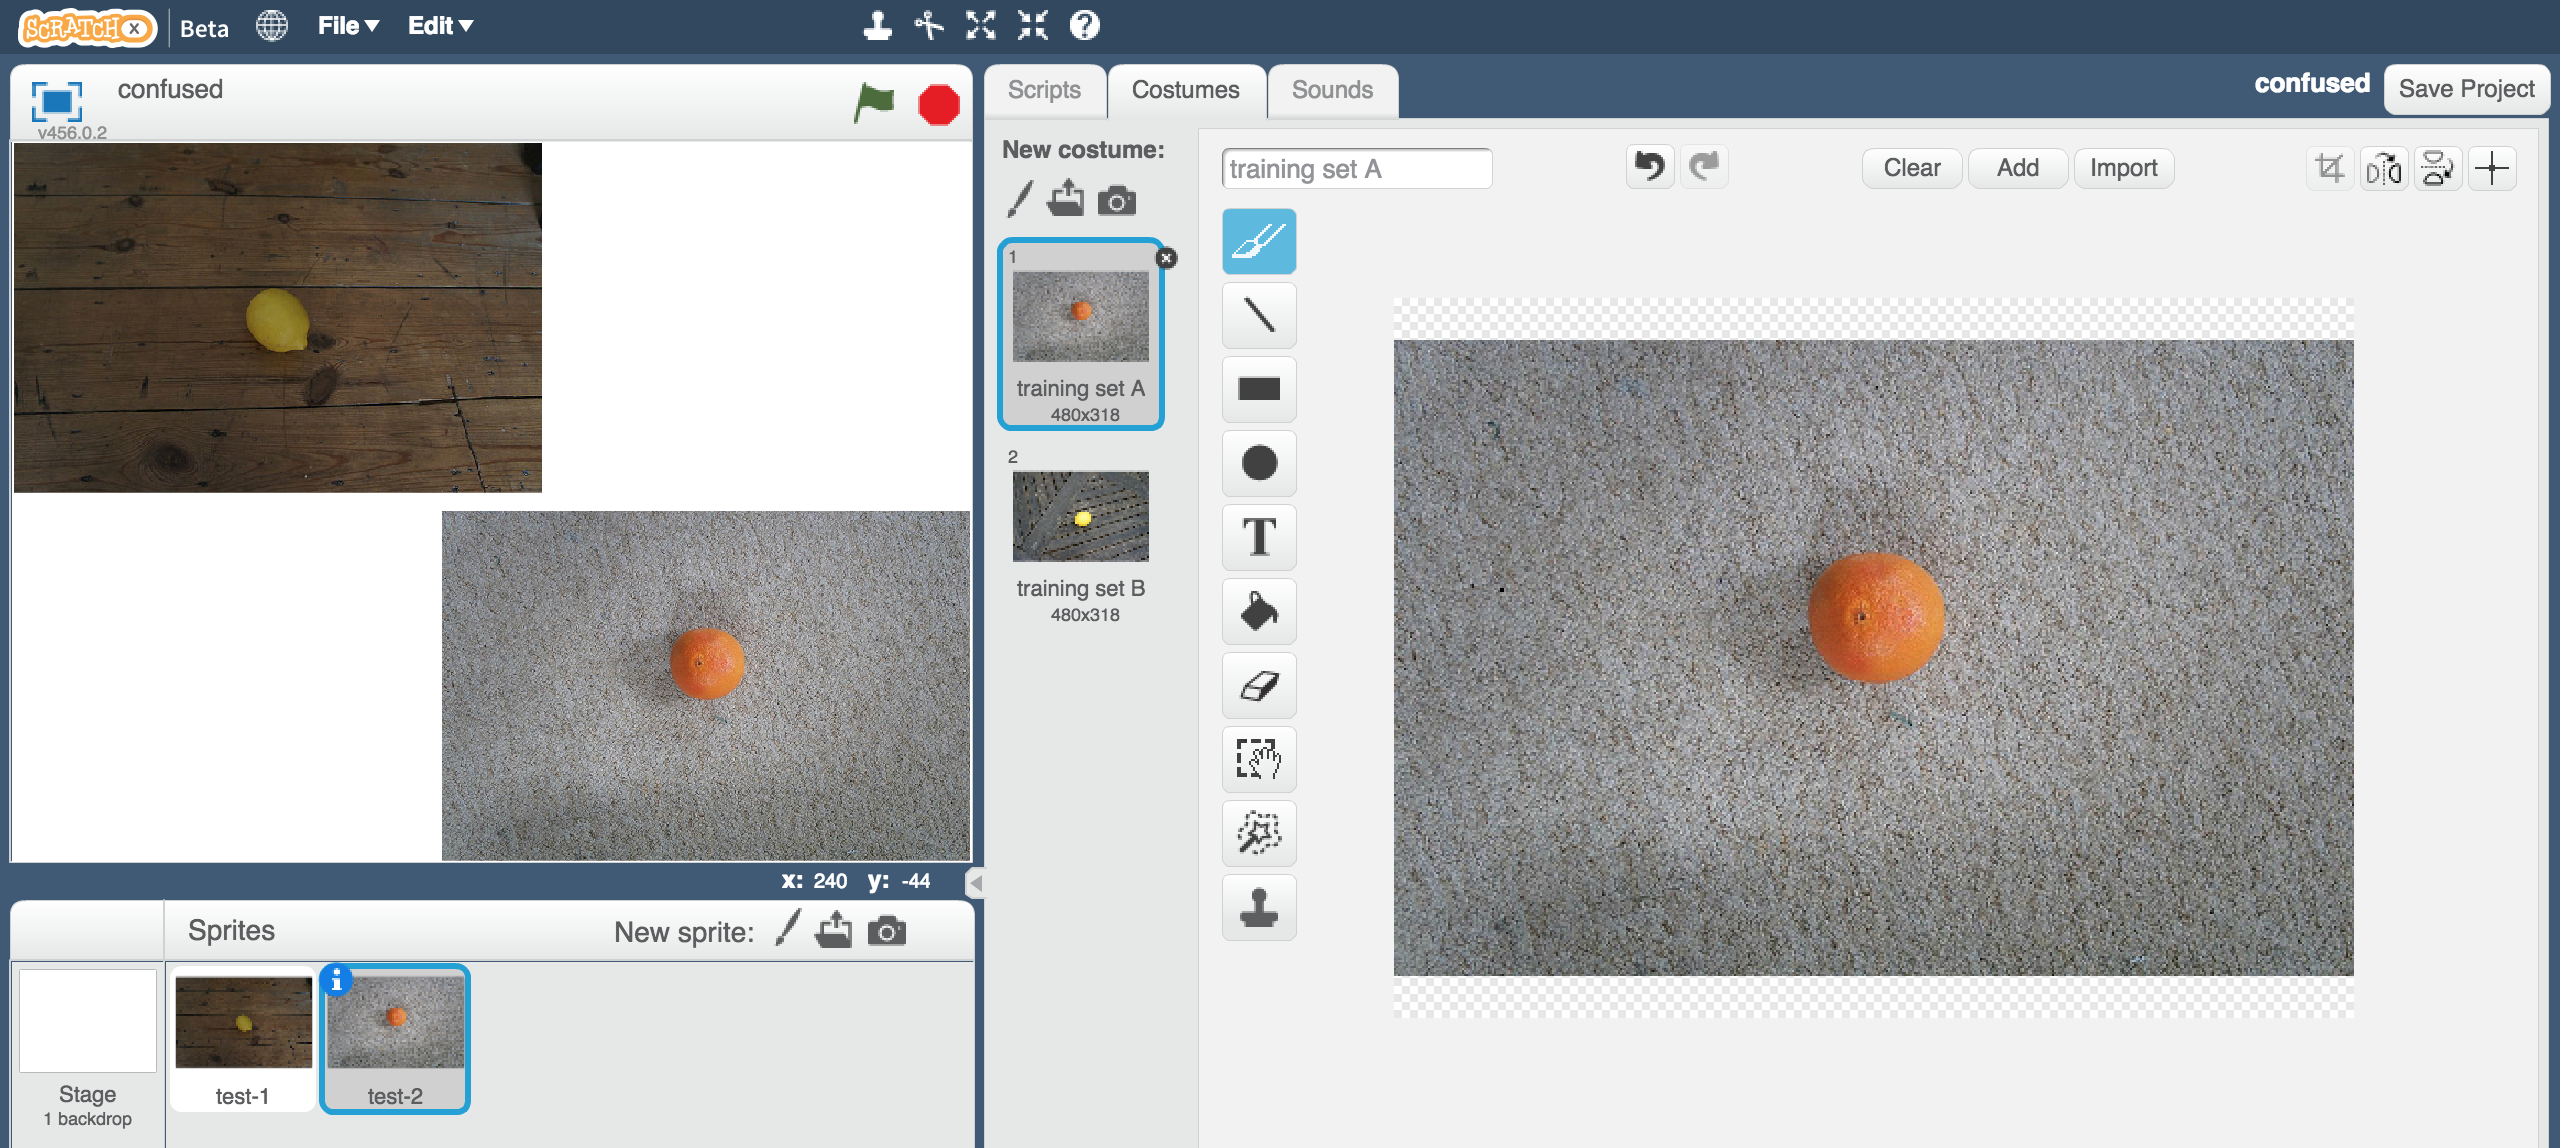 SCRATCH X
Beta
File
Edit
confused
v456.0.2
x: 240 y: -44
Sprites
New sprite:
Stage
1 backdrop
test-1
test-2
Scripts
Costumes
Sounds
confused
Save Project
New costume:
1
training set A
480x318
2
training set B
480x318
training set A
Clear
Add
Import
T